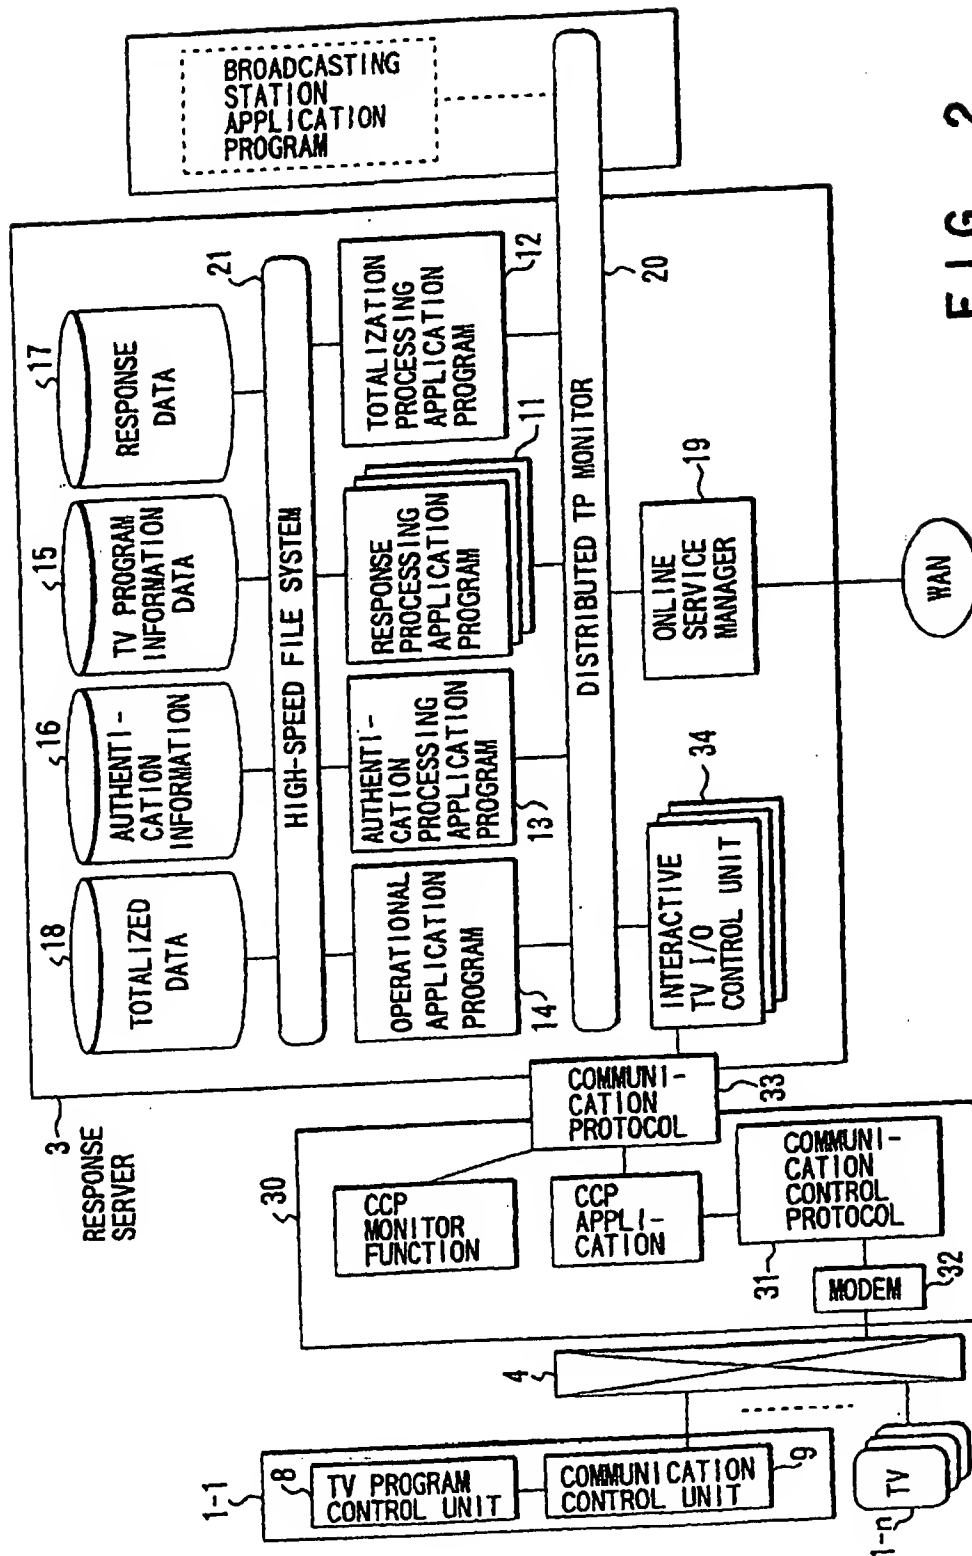 BROADCASTING
STATION
APPLICATION
PROGRAM
3
RESPONSE
SERVER
18
TOTALIZED
DATA
16
AUTHENTI-
CATION
INFORMATION
15
TV PROGRAM
INFORMATION
DATA
17
RESPONSE
DATA
21
HIGH-SPEED FILE SYSTEM
OPERATIONAL
APPLICATION
PROGRAM
14
AUTHENTI-
CATION
PROCESSING
APPLICATION
PROGRAM
13
RESPONSE
PROCESSING
APPLICATION
PROGRAM
11
TOTALIZATION
PROCESSING
APPLICATION
PROGRAM
12
DISTRIBUTED TP MONITOR
20
INTERACTIVE
TV I/O
CONTROL UNIT
34
ONLINE
SERVICE
MANAGER
19
WAN
COMMUNI-
CATION
PROTOCOL
33
30
CCP
MONITOR
FUNCTION
CCP
APPLI-
CATION
COMMUNI-
CATION
CONTROL
PROTOCOL
31
MODEM
32
4
1-1
8
TV PROGRAM
CONTROL UNIT
COMMUNICATION
CONTROL UNIT
9
TV
1-n
FIG. 2